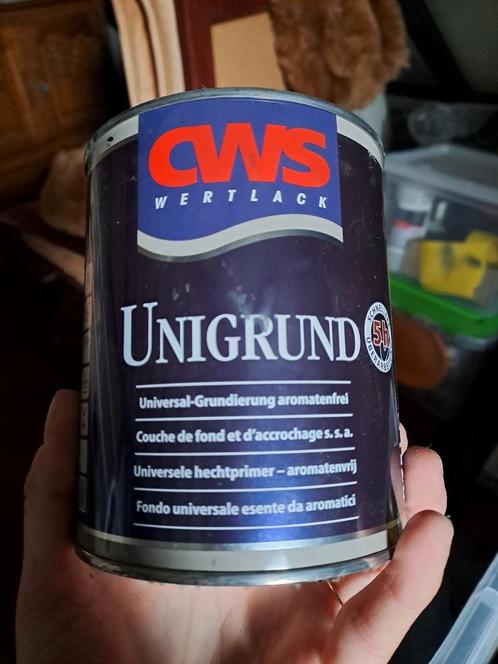 CWS
WERTLACK
UNIGRUND
5h
Universal-Grundierung aromatenfrei
Couche de fond et d'accrochage s.s.a.
Universele hechtprimer – aromatenvrij
Fondo universale esente da aromatici